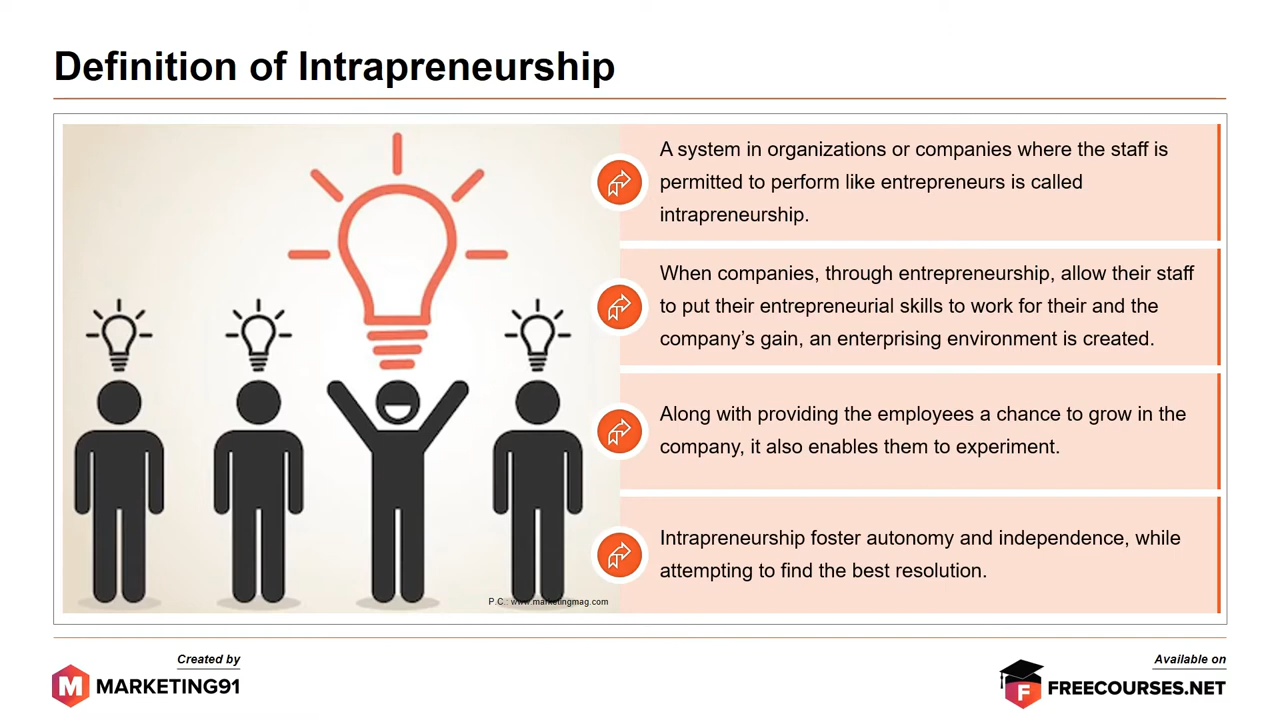 Definition of Intrapreneurship
A system in organizations or companies where the staff is
permitted to perform like entrepreneurs is called
intrapreneurship.
When companies, through entrepreneurship, allow their staff
to put their entrepreneurial skills to work for their and the
company's gain, an enterprising environment is created.
Along with providing the employees a chance to grow in the
company, it also enables them to experiment.
Intrapreneurship foster autonomy and independence, while
attempting to find the best resolution.
P.C.: www.marketingmag.com
Created by
M MARKETING91
Available on
F FREECOURSES.NET